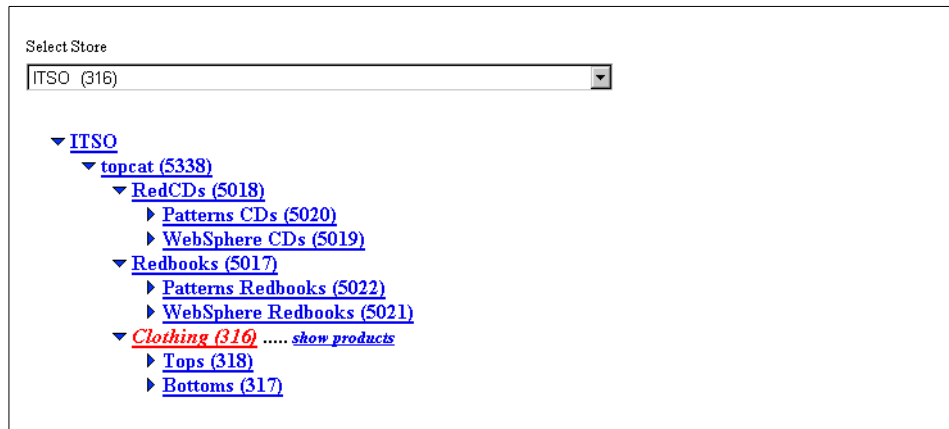 Select Store
ITSO (316)
ITSO
topcat (5338)
RedCDs (5018)
Patterns CDs (5020)
WebSphere CDs (5019)
Redbooks (5017)
Patterns Redbooks (5022)
WebSphere Redbooks (5021)
Clothing (316) ..... show products
Tops (318)
Bottoms (317)